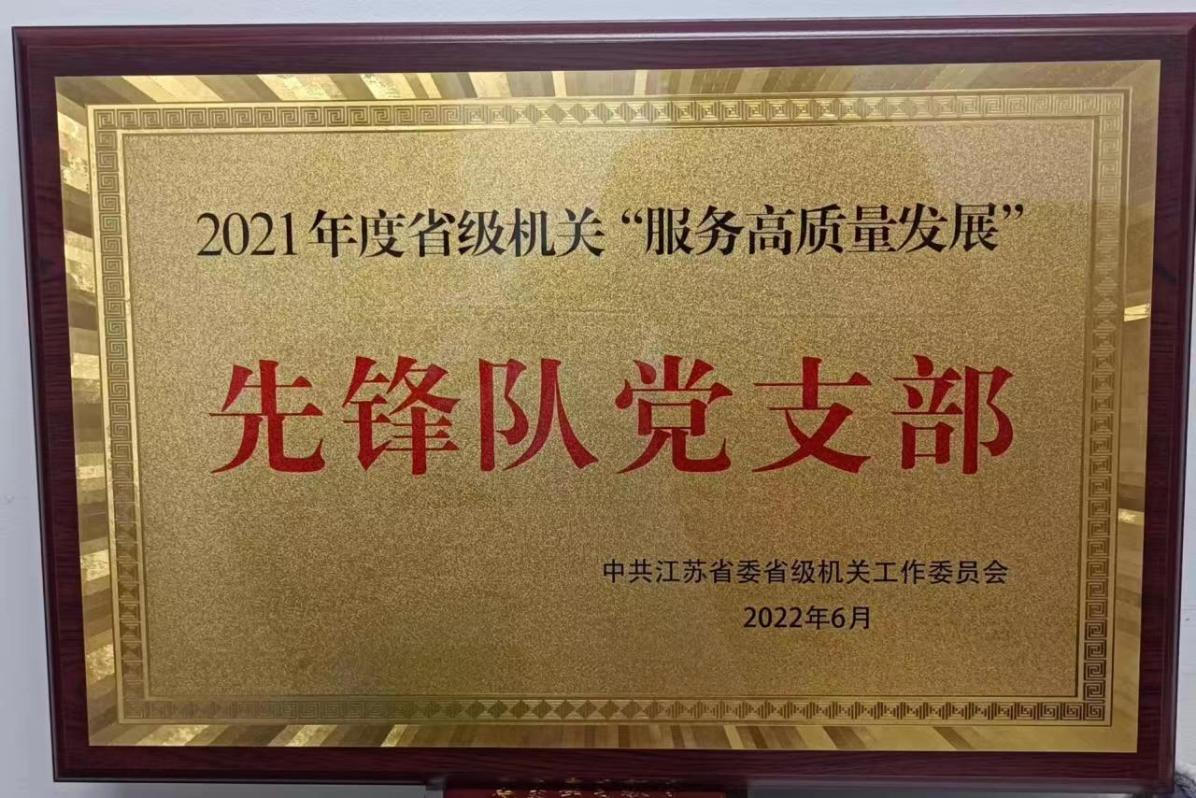 2021年度省级机关“服务高质量发展”
先锋队党支部
中共江苏省委省级机关工作委员会
2022年6月